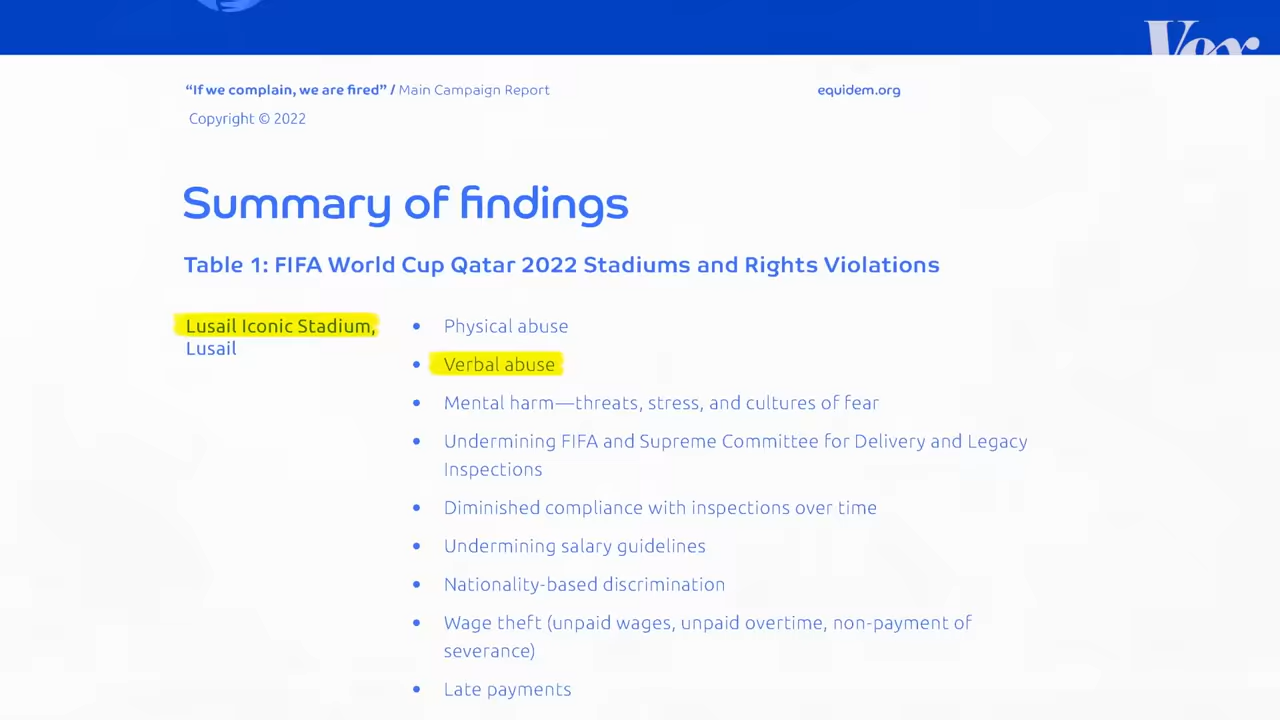 Vox
“If we complain, we are fired” / Main Campaign Report
equidem.org
Copyright © 2022
Summary of findings
Table 1: FIFA World Cup Qatar 2022 Stadiums and Rights Violations
Lusail Iconic Stadium,
Lusail
• Physical abuse
• Verbal abuse
• Mental harm—threats, stress, and cultures of fear
• Undermining FIFA and Supreme Committee for Delivery and Legacy
Inspections
• Diminished compliance with inspections over time
• Undermining salary guidelines
• Nationality-based discrimination
• Wage theft (unpaid wages, unpaid overtime, non-payment of
severance)
• Late payments